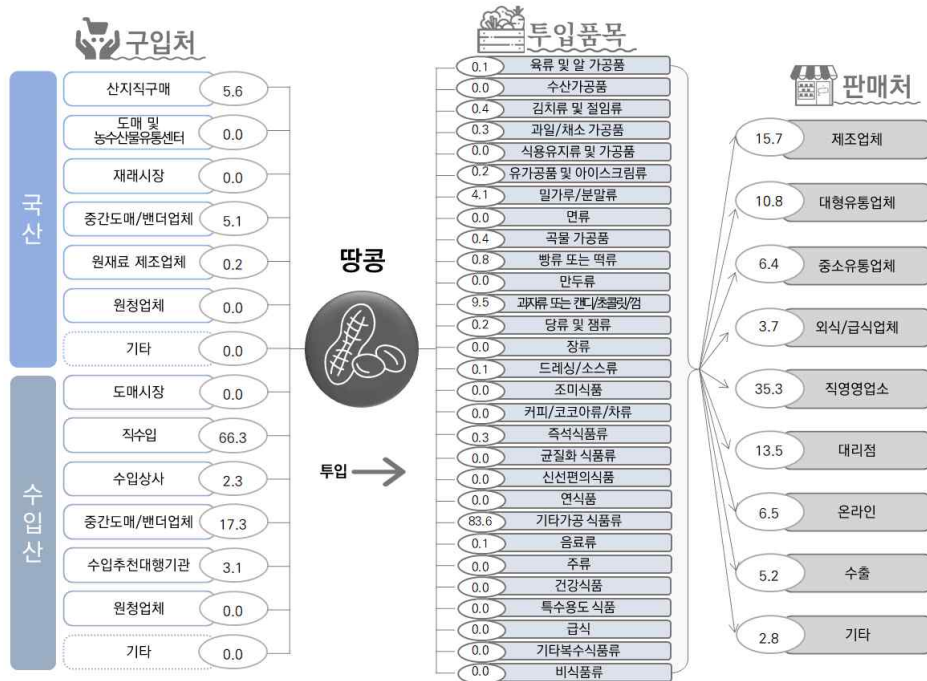 구입처
국산
산지직구매 5.6
도매 및
농수산물유통센터 0.0
재래시장 0.0
중간도매/밴더업체 5.1
원재료 제조업체 0.2
원청업체 0.0
기타 0.0
수입산
도매시장 0.0
직수입 66.3
수입상사 2.3
중간도매/밴더업체 17.3
수입추천대행기관 3.1
원청업체 0.0
기타 0.0
땅콩
투입
투입품목
0.1 육류 및 알 가공품
0.0 수산가공품
0.4 김치류 및 절임류
0.3 과일/채소 가공품
0.0 식용유지류 및 가공품
0.2 유가공품 및 아이스크림류
4.1 밀가루/분말류
0.0 면류
0.4 곡물 가공품
0.8 빵류 또는 떡류
0.0 만두류
9.5 과자류 또는 캔디/초콜릿/껌
0.2 당류 및 잼류
0.0 장류
0.1 드레싱/소스류
0.0 조미식품
0.0 커피/코코아류/차류
0.3 즉석식품류
0.0 균질화 식품류
0.0 신선편의식품
0.0 연식품
83.6 기타가공 식품류
0.1 음료류
0.0 주류
0.0 건강식품
0.0 특수용도 식품
0.0 급식
0.0 기타복수식품류
0.0 비식품류
판매처
15.7 제조업체
10.8 대형유통업체
6.4 중소유통업체
3.7 외식/급식업체
35.3 직영영업소
13.5 대리점
6.5 온라인
5.2 수출
2.8 기타